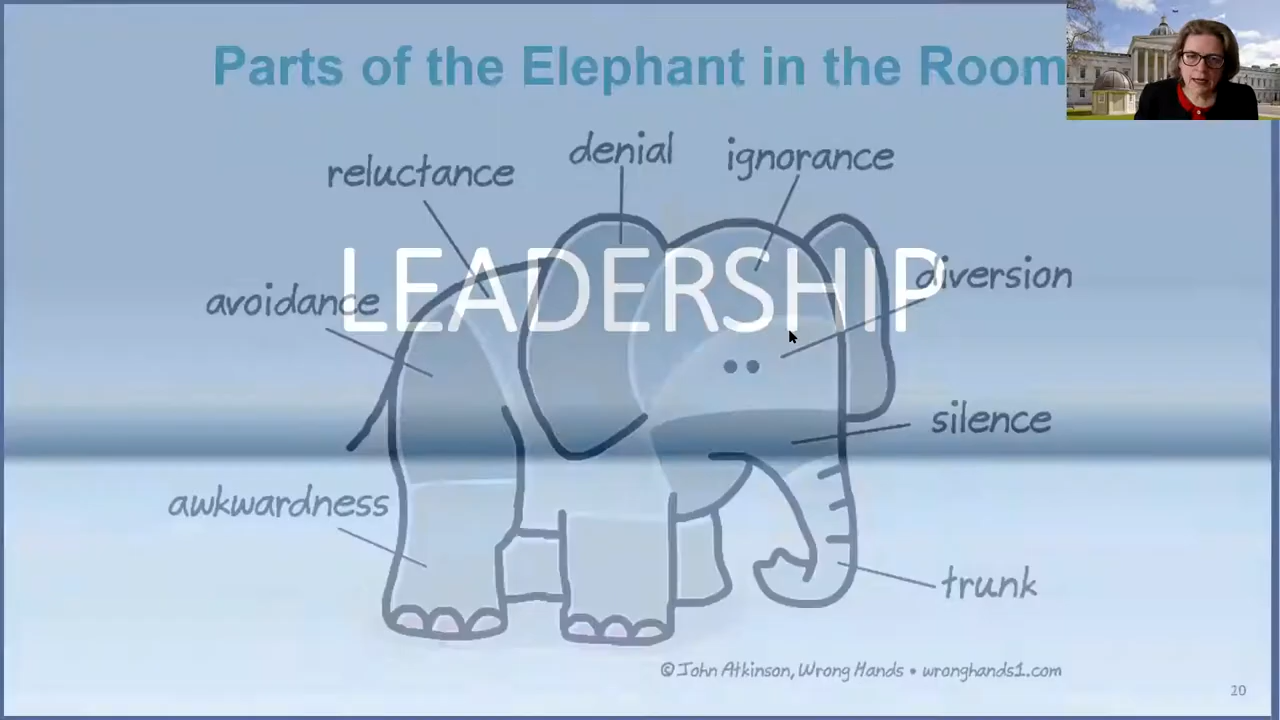 Parts of the Elephant in the Room
denial
ignorance
reluctance
LEADERSHIP
diversion
avoidance
silence
awkwardness
trunk
© John Atkinson, Wrong Hands • wronghands1.com
20